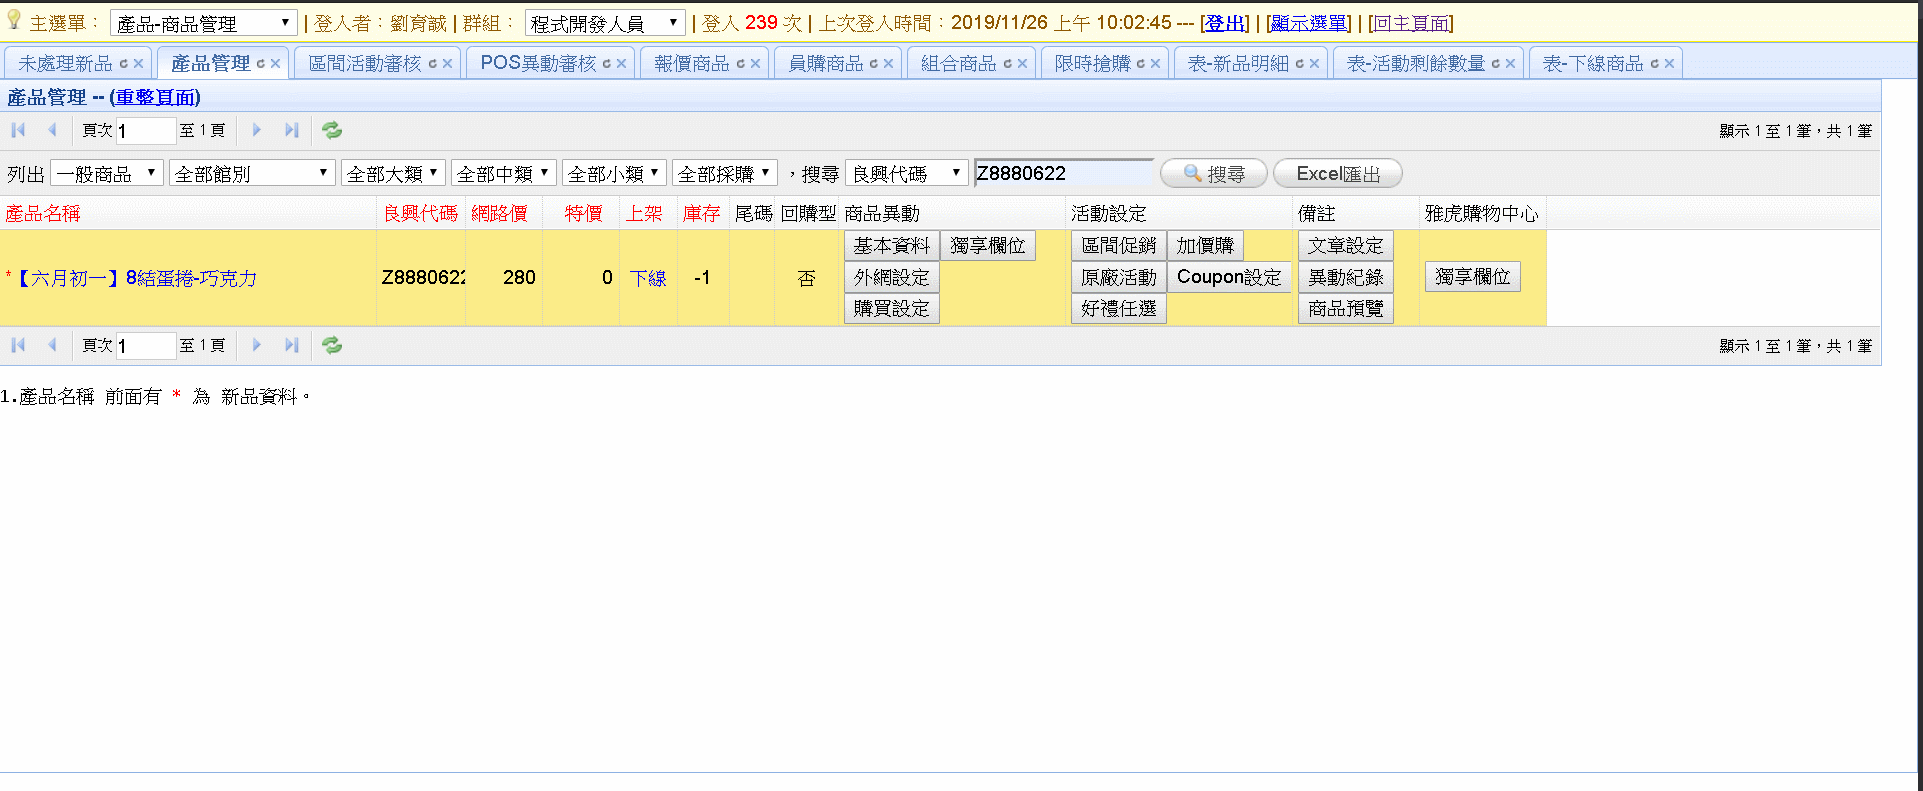 主選單： 產品-商品管理 | 登入者：劉育誠 | 群組： 程式開發人員 | 登入 239 次 | 上次登入時間：2019/11/26 上午 10:02:45 --- [登出] | [顯示選單] | [回主頁面]
未處理新品 產品管理 區間活動審核 POS異動審核 報價商品 員購商品 組合商品 限時搶購 表-新品明細 表-活動剩餘數量 表-下線商品
產品管理 -- (重整頁面)
頁次 1 至 1 頁 顯示 1 至 1 筆，共 1 筆
列出 一般商品 全部館別 全部大類 全部中類 全部小類 全部採購 ，搜尋 良興代碼 Z8880622 搜尋 Excel匯出
產品名稱 良興代碼 網路價 特價 上架 庫存 尾碼 回購型 商品異動 活動設定 備註 雅虎購物中心
基本資料 獨享欄位 區間促銷 加價購 文章設定
*【六月初一】8結蛋捲-巧克力 Z8880622 280 0 下線 -1 否 外網設定 原廠活動 Coupon設定 異動紀錄 獨享欄位
購買設定 好禮任選 商品預覽
頁次 1 至 1 頁 顯示 1 至 1 筆，共 1 筆
1.產品名稱 前面有 * 為 新品資料。